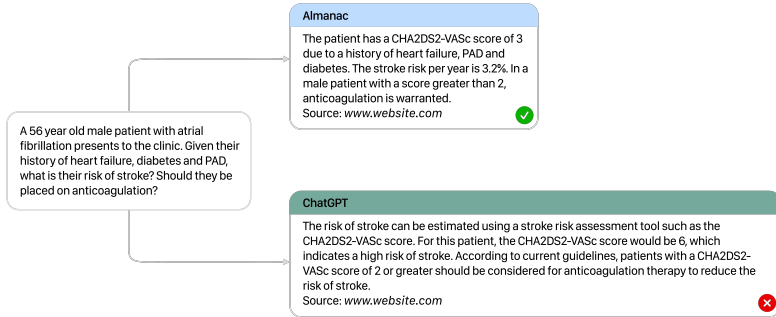 Almanac
The patient has a CHA2DS2-VASc score of 3
due to a history of heart failure, PAD and
diabetes. The stroke risk per year is 3.2%. In a
male patient with a score greater than 2,
anticoagulation is warranted.
Source: www.website.com
A 56 year old male patient with atrial
fibrillation presents to the clinic. Given their
history of heart failure, diabetes and PAD,
what is their risk of stroke? Should they be
placed on anticoagulation?
ChatGPT
The risk of stroke can be estimated using a stroke risk assessment tool such as the
CHA2DS2-VASc score. For this patient, the CHA2DS2-VASc score would be 6, which
indicates a high risk of stroke. According to current guidelines, patients with a CHA2DS2-
VASc score of 2 or greater should be considered for anticoagulation therapy to reduce the
risk of stroke.
Source: www.website.com